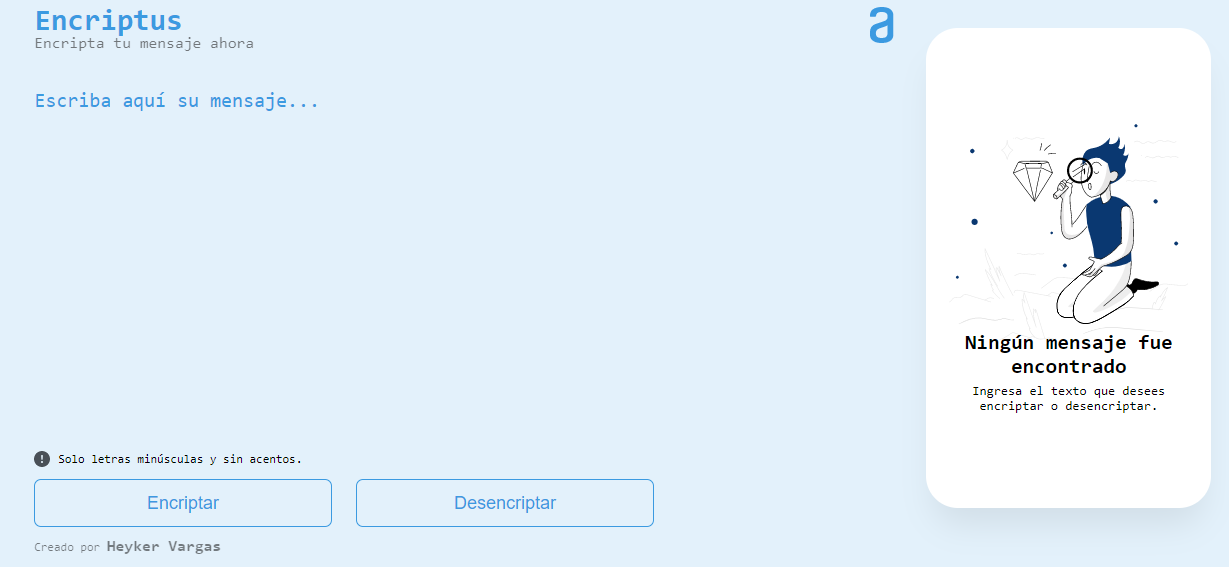 Encriptus
Encripta tu mensaje ahora
a
Escriba aquí su mensaje...
Ningún mensaje fue
encontrado
Ingresa el texto que desees
encriptar o desencriptar.
! Solo letras minúsculas y sin acentos.
Encriptar
Desencriptar
Creado por Heyker Vargas